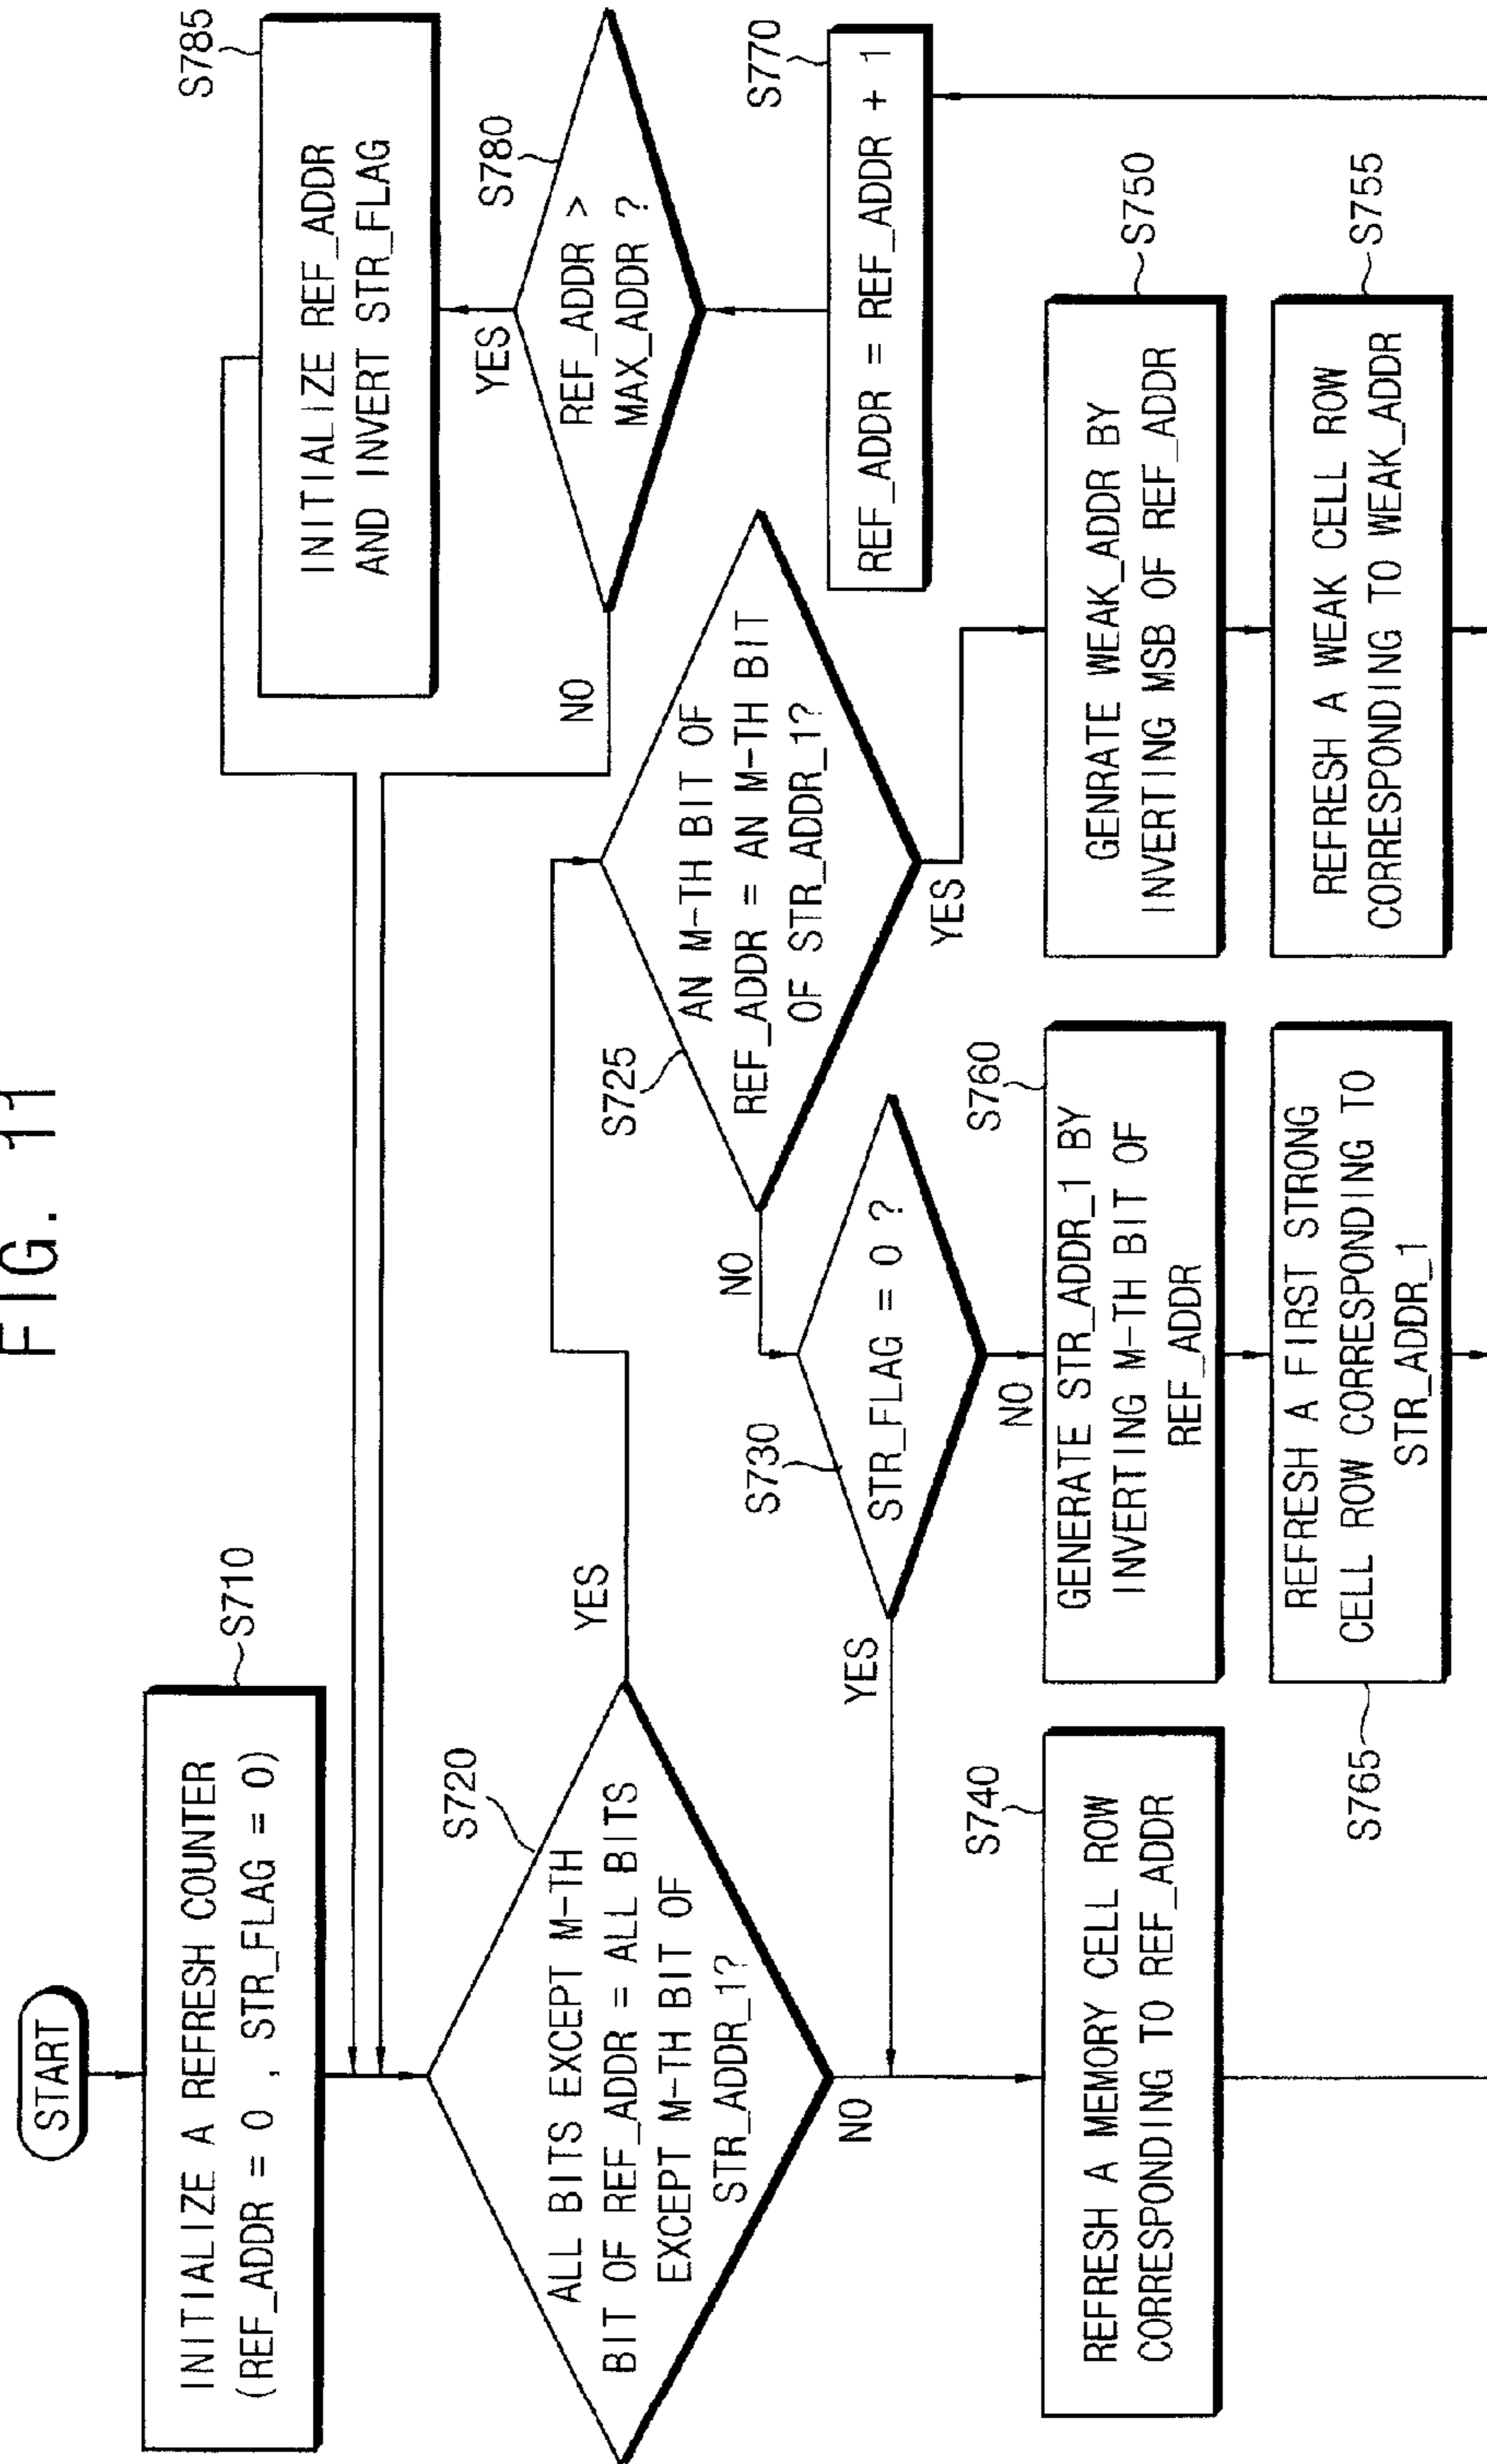 FIG. 11
START
INITIALIZE A REFRESH COUNTER
(REF_ADDR = 0 , STR_FLAG = 0)
S710
ALL BITS EXCEPT M-TH
BIT OF REF_ADDR = ALL BITS
EXCEPT M-TH BIT OF
STR_ADDR_1?
S720
YES
NO
AN M-TH BIT OF
REF_ADDR = AN M-TH BIT
OF STR_ADDR_1?
S725
NO
YES
STR_FLAG = 0 ?
S730
YES
NO
REFRESH A MEMORY CELL ROW
CORRESPONDING TO REF_ADDR
S740
GENERATE STR_ADDR_1 BY
INVERTING M-TH BIT OF
REF_ADDR
S760
REFRESH A FIRST STRONG
CELL ROW CORRESPONDING TO
STR_ADDR_1
S765
GENRATE WEAK_ADDR BY
INVERTING MSB OF REF_ADDR
S750
REFRESH A WEAK CELL ROW
CORRESPONDING TO WEAK_ADDR
S755
REF_ADDR = REF_ADDR + 1
S770
REF_ADDR >
MAX_ADDR ?
S780
NO
YES
INITIALIZE REF_ADDR
AND INVERT STR_FLAG
S785